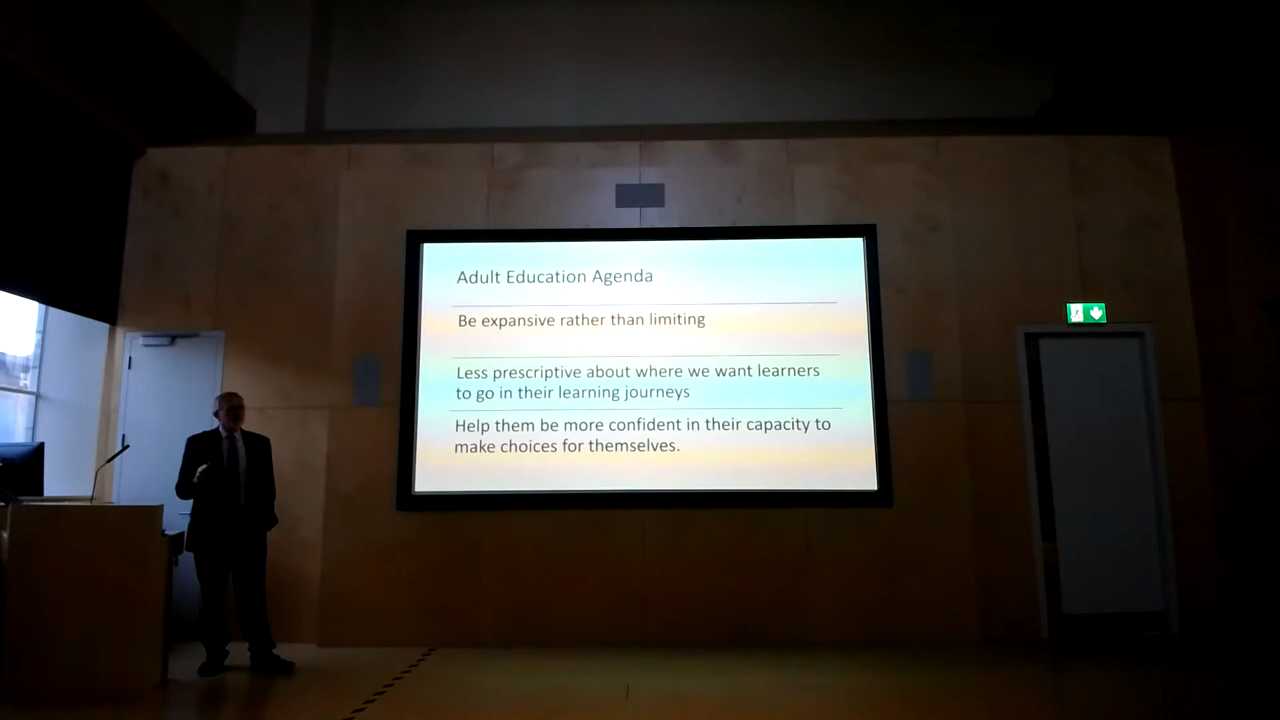 Adult Education Agenda
Be expansive rather than limiting
Less prescriptive about where we want learners
to go in their learning journeys
Help them be more confident in their capacity to
make choices for themselves.